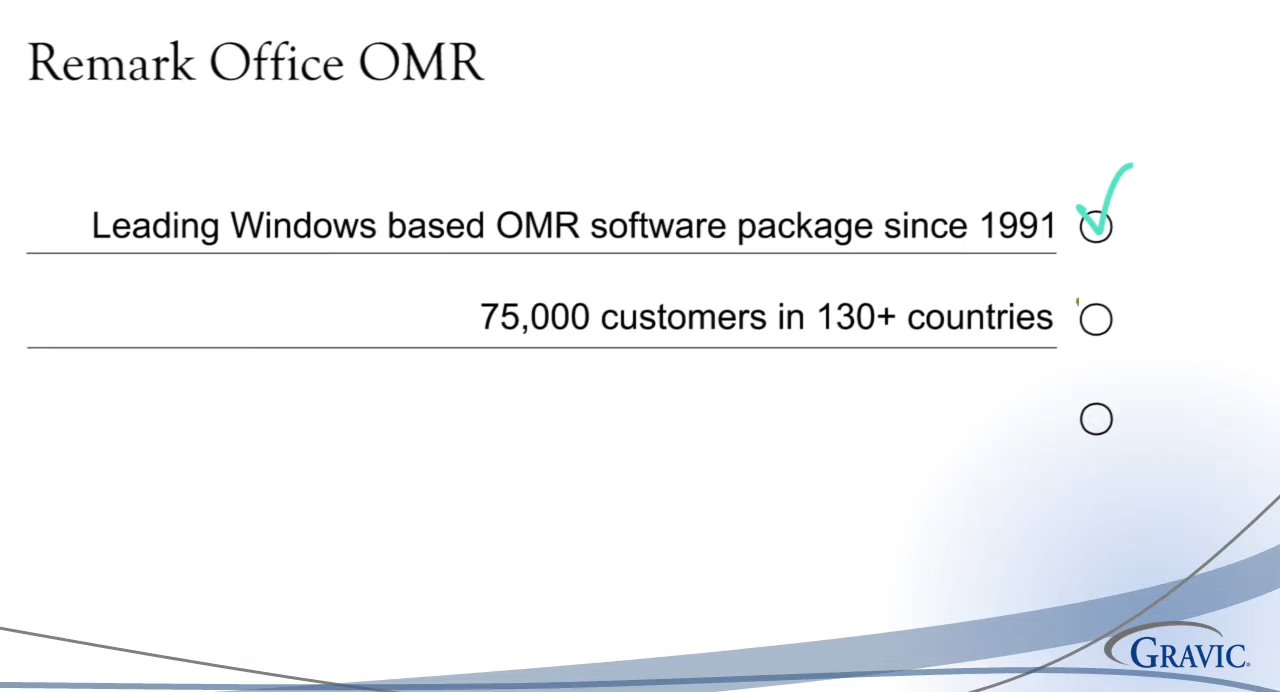 Remark Office OMR
Leading Windows based OMR software package since 1991
75,000 customers in 130+ countries
GRAVIC®